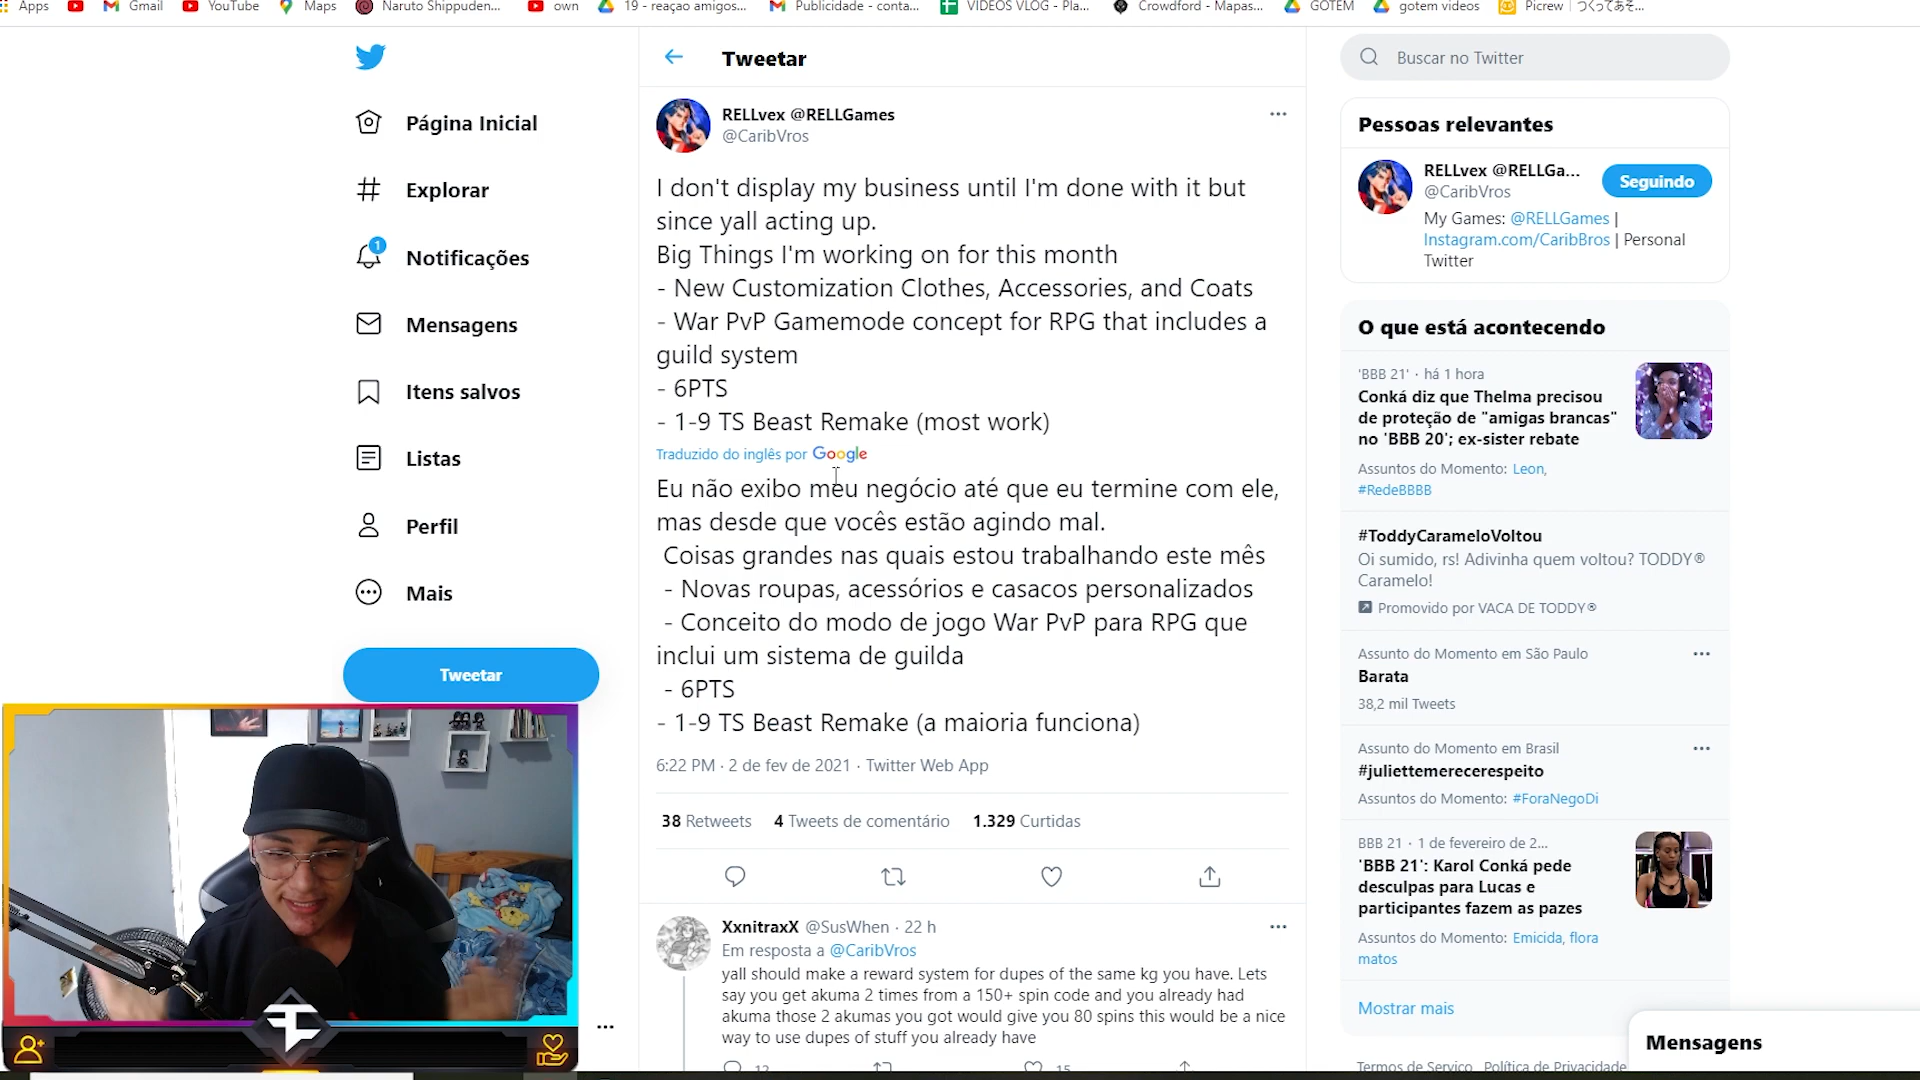 Apps
Gmail
YouTube
Maps
Naruto Shippuden...
own
19 - reaçao amigos...
Publicidade - conta...
VIDEOS VLOG - Pla...
Crowdford - Mapas...
GOTEM
gotem videos
Picrew | つくってあそ...
Página Inicial
Explorar
1
Notificações
Mensagens
Itens salvos
Listas
Perfil
Mais
Tweetar
Tweetar
RELLvex @RELLGames
@CaribVros
I don't display my business until I'm done with it but
since yall acting up.
Big Things I'm working on for this month
- New Customization Clothes, Accessories, and Coats
- War PvP Gamemode concept for RPG that includes a
guild system
- 6PTS
- 1-9 TS Beast Remake (most work)
Traduzido do inglês por Google
Eu não exibo meu negócio até que eu termine com ele,
mas desde que vocês estão agindo mal.
Coisas grandes nas quais estou trabalhando este mês
- Novas roupas, acessórios e casacos personalizados
- Conceito do modo de jogo War PvP para RPG que
inclui um sistema de guilda
- 6PTS
- 1-9 TS Beast Remake (a maioria funciona)
6:22 PM · 2 de fev de 2021 · Twitter Web App
38 Retweets 4 Tweets de comentário 1.329 Curtidas
XxnitraxX @SusWhen · 22 h
Em resposta a @CaribVros
yall should make a reward system for dupes of the same kg you have. Lets
say you get akuma 2 times from a 150+ spin code and you already had
akuma those 2 akumas you got would give you 80 spins this would be a nice
way to use dupes of stuff you already have
12
15
Buscar no Twitter
Pessoas relevantes
RELLvex @RELLGa...
@CaribVros
Seguindo
My Games: @RELLGames |
Instagram.com/CaribBros | Personal
Twitter
O que está acontecendo
'BBB 21' · há 1 hora
Conká diz que Thelma precisou
de proteção de "amigas brancas"
no 'BBB 20'; ex-sister rebate
Assuntos do Momento: Leon,
#RedeBBBB
#ToddyCarameloVoltou
Oi sumido, rs! Adivinha quem voltou? TODDY®
Caramelo!
Promovido por VACA DE TODDY®
Assunto do Momento em São Paulo
Barata
38,2 mil Tweets
Assunto do Momento em Brasil
#juliettemerecerespeito
Assuntos do Momento: #ForaNegoDi
BBB 21 · 1 de fevereiro de 2...
'BBB 21': Karol Conká pede
desculpas para Lucas e
participantes fazem as pazes
Assuntos do Momento: Emicida, flora
matos
Mostrar mais
Termos de Serviço Política de Privacidade
Mensagens